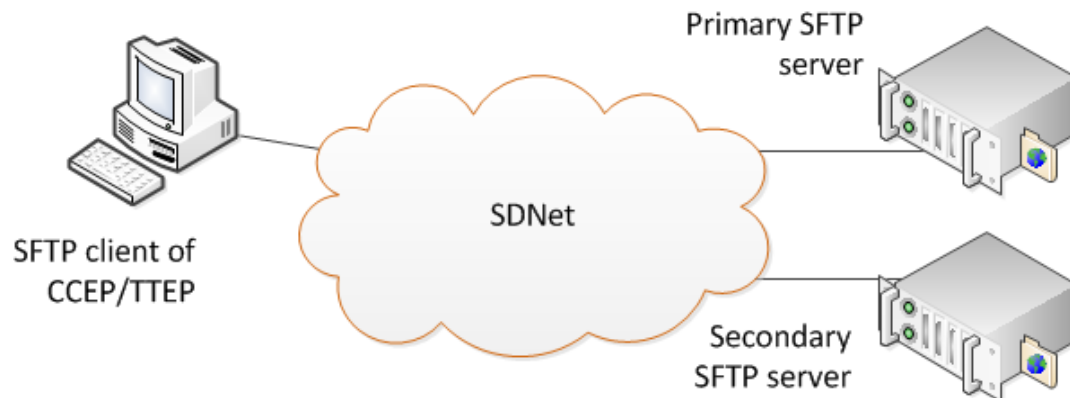 Primary SFTP
server
SDNet
SFTP client of
CCEP/TTEP
Secondary
SFTP server